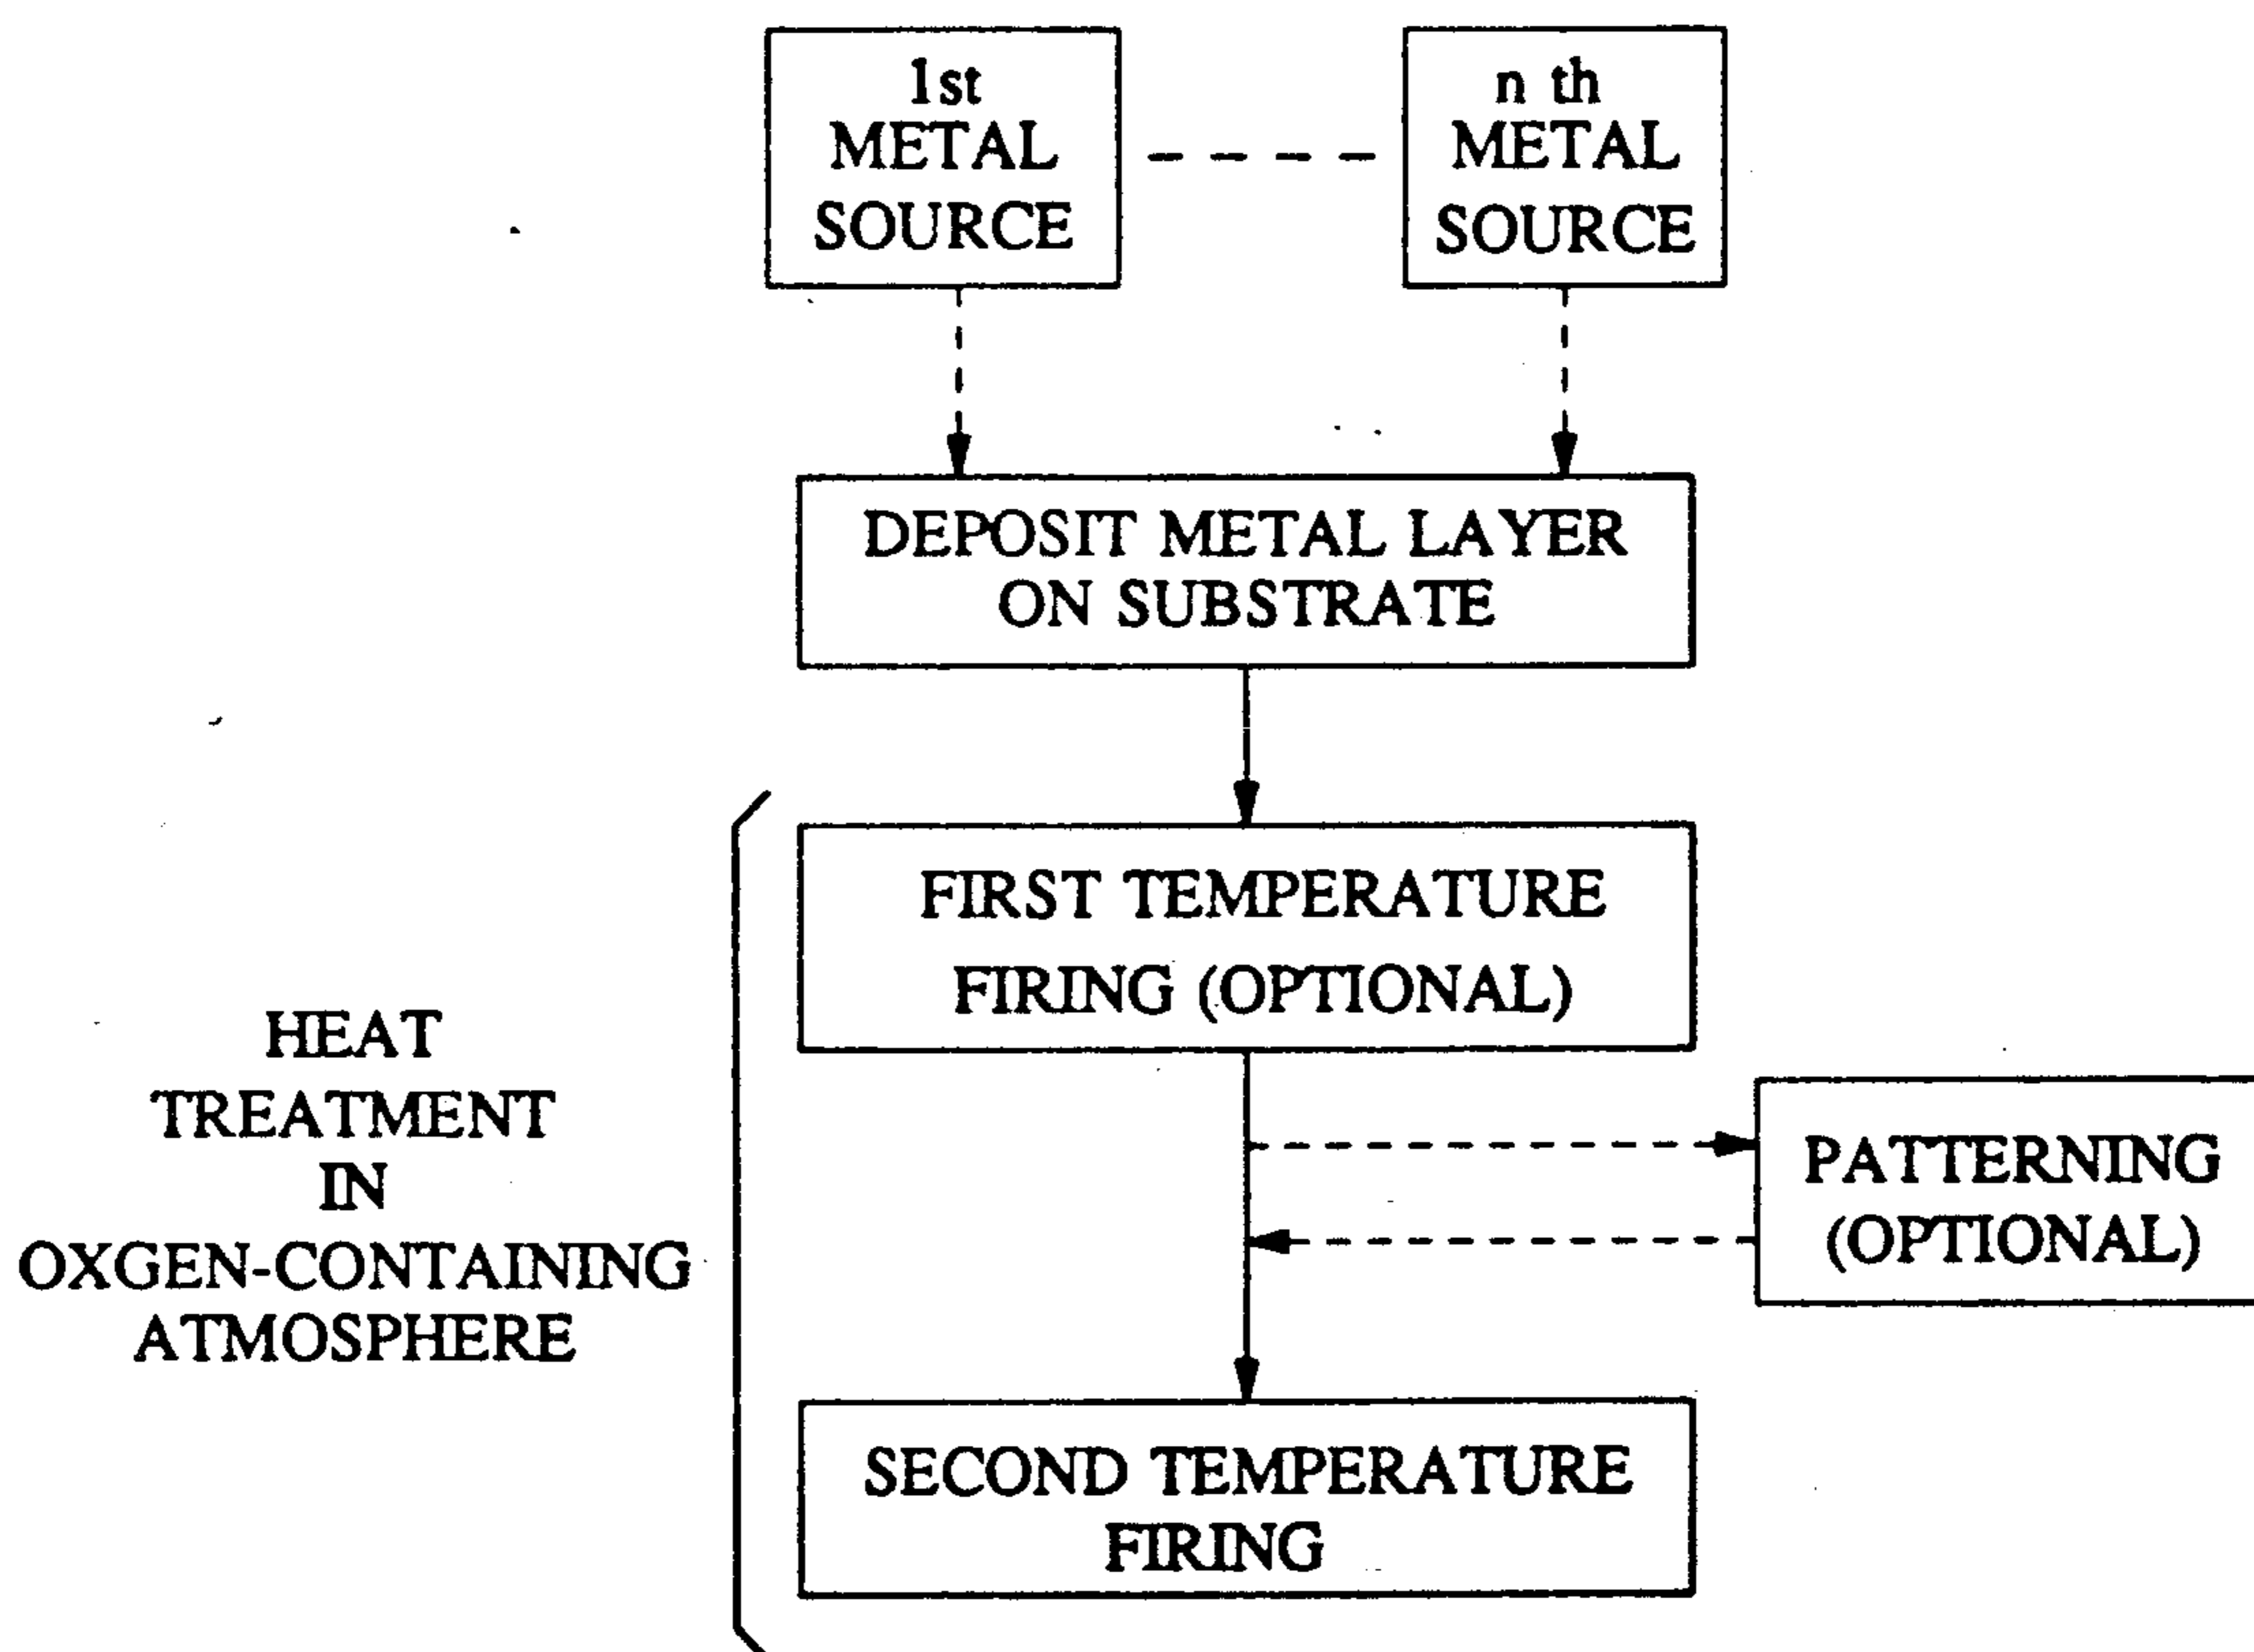 1st
METAL
SOURCE
n th
METAL
SOURCE
DEPOSIT METAL LAYER
ON SUBSTRATE
FIRST TEMPERATURE
FIRING (OPTIONAL)
HEAT
TREATMENT
IN
OXGEN-CONTAINING
ATMOSPHERE
PATTERNING
(OPTIONAL)
SECOND TEMPERATURE
FIRING